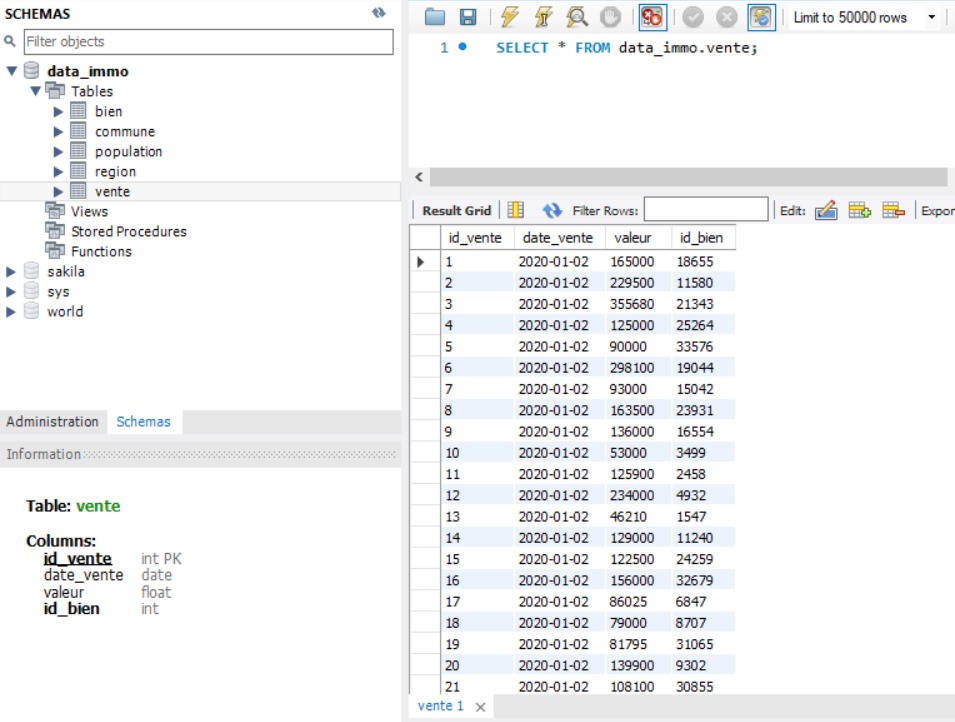 SCHEMAS
Filter objects
data_immo
Tables
bien
commune
population
region
vente
Views
Stored Procedures
Functions
sakila
sys
world
Administration Schemas
Information
Table: vente
Columns:
id_vente int PK
date_vente date
valeur float
id_bien int
Limit to 50000 rows
1 SELECT * FROM data_immo.vente;
Result Grid Filter Rows: Edit: Expor
id_vente date_vente valeur id_bien
1 2020-01-02 165000 18655
2 2020-01-02 229500 11580
3 2020-01-02 355680 21343
4 2020-01-02 125000 25264
5 2020-01-02 90000 33576
6 2020-01-02 298100 19044
7 2020-01-02 93000 15042
8 2020-01-02 163500 23931
9 2020-01-02 136000 16554
10 2020-01-02 53000 3499
11 2020-01-02 125900 2458
12 2020-01-02 234000 4932
13 2020-01-02 46210 1547
14 2020-01-02 129000 11240
15 2020-01-02 122500 24259
16 2020-01-02 156000 32679
17 2020-01-02 86025 6847
18 2020-01-02 79000 8707
19 2020-01-02 81795 31065
20 2020-01-02 139900 9302
21 2020-01-02 108100 30855
vente 1